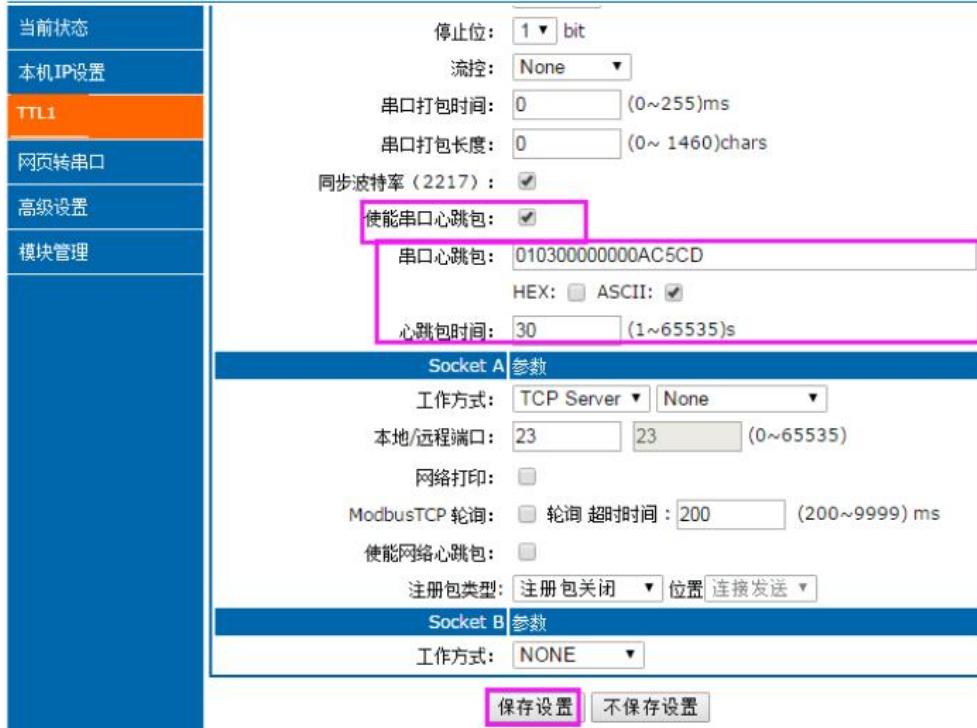 当前状态
本机IP设置
TTL1
网页转串口
高级设置
模块管理
停止位： 1 bit
流控： None
串口打包时间： 0 (0~255)ms
串口打包长度： 0 (0~ 1460)chars
同步波特率（2217）:
使能串口心跳包：
串口心跳包： 010300000000AC5CD
HEX: ASCII:
心跳包时间： 30 (1~65535)s
Socket A 参数
工作方式： TCP Server None
本地/远程端口： 23 23 (0~65535)
网络打印：
ModbusTCP 轮询： 轮询 超时时间：200 (200~9999) ms
使能网络心跳包：
注册包类型: 注册包关闭 位置 连接发送
Socket B 参数
工作方式： NONE
保存设置 不保存设置